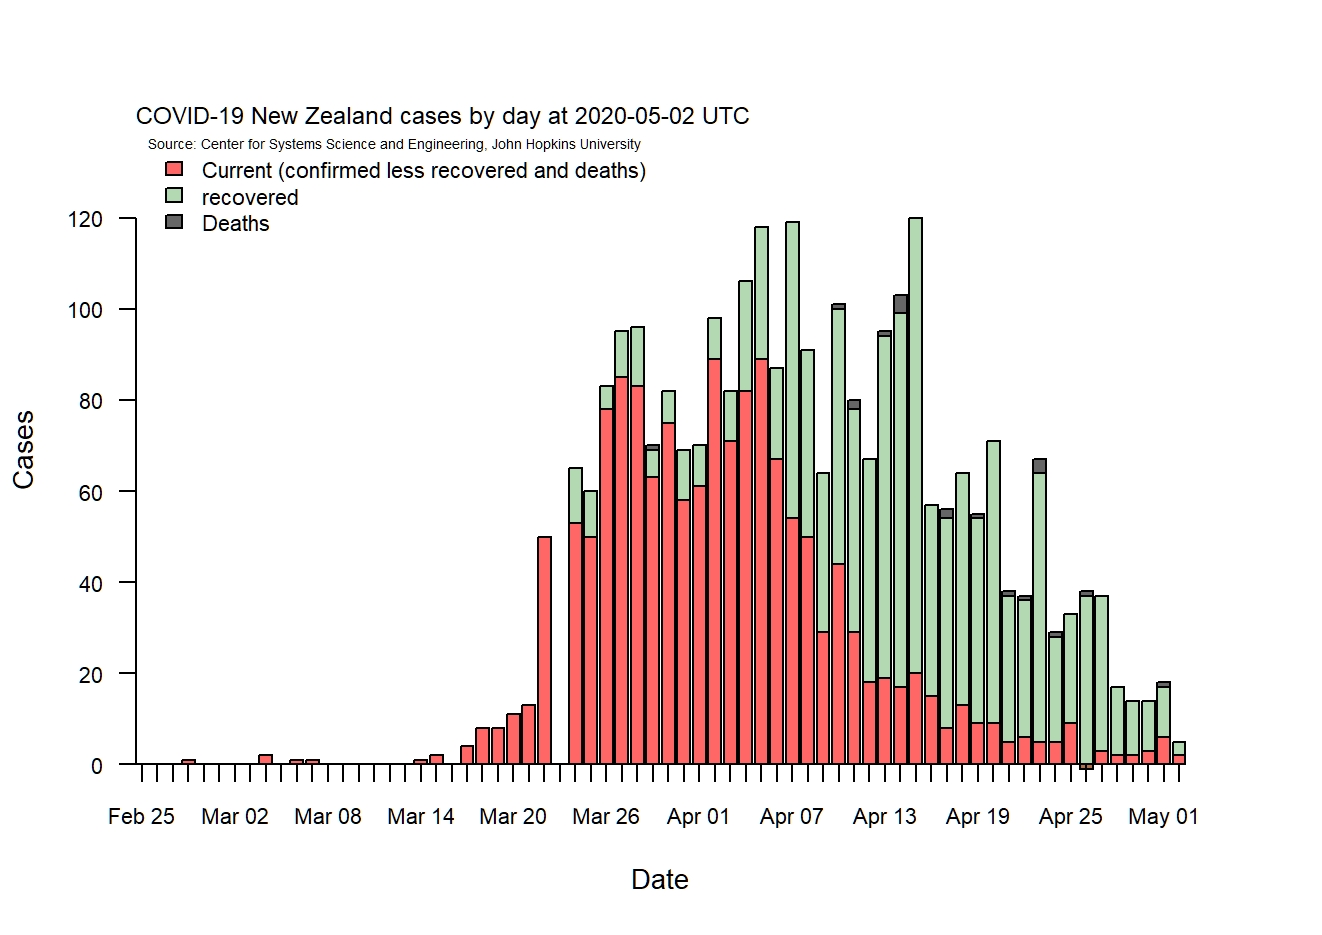 COVID-19 New Zealand cases by day at 2020-05-02 UTC
Source: Center for Systems Science and Engineering, John Hopkins University
Current (confirmed less recovered and deaths)
recovered
Deaths
120
100
80
60
40
20
0
Cases
Feb 25 Mar 02 Mar 08 Mar 14 Mar 20 Mar 26 Apr 01 Apr 07 Apr 13 Apr 19 Apr 25 May 01
Date